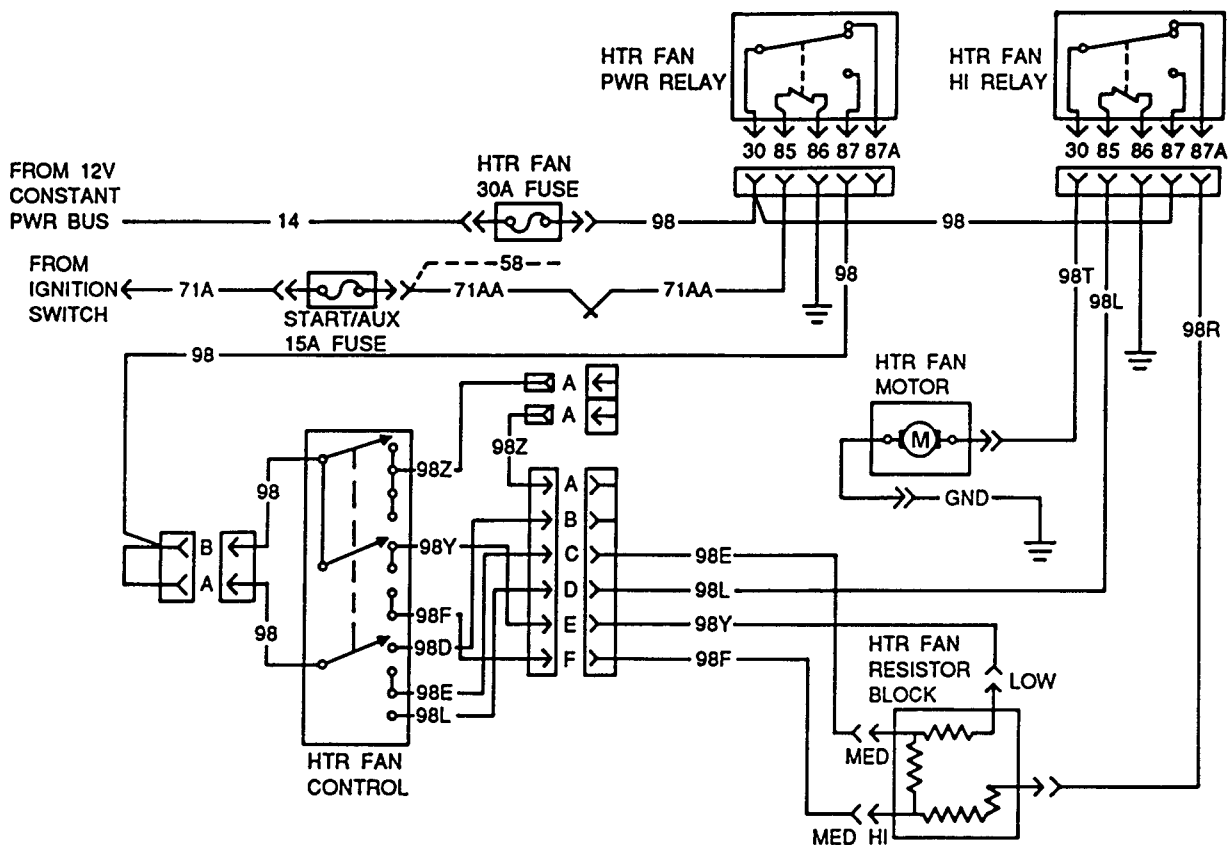 HTR FAN
PWR RELAY
HTR FAN
HI RELAY
30 85 86 87 87A
30 85 86 87 87A
FROM 12V
CONSTANT
PWR BUS
14
HTR FAN
30A FUSE
98
98
FROM
IGNITION
SWITCH
71A
START/AUX
15A FUSE
58
71AA
71AA
98
98T
98L
98R
98
HTR FAN
MOTOR
M
GND
A
A
98Z
98Z
98
B
A
98
98Y
98F
98D
98E
98L
A
B
C
D
E
F
98E
98L
98Y
98F
HTR FAN
CONTROL
HTR FAN
RESISTOR
BLOCK
LOW
MED
MED HI